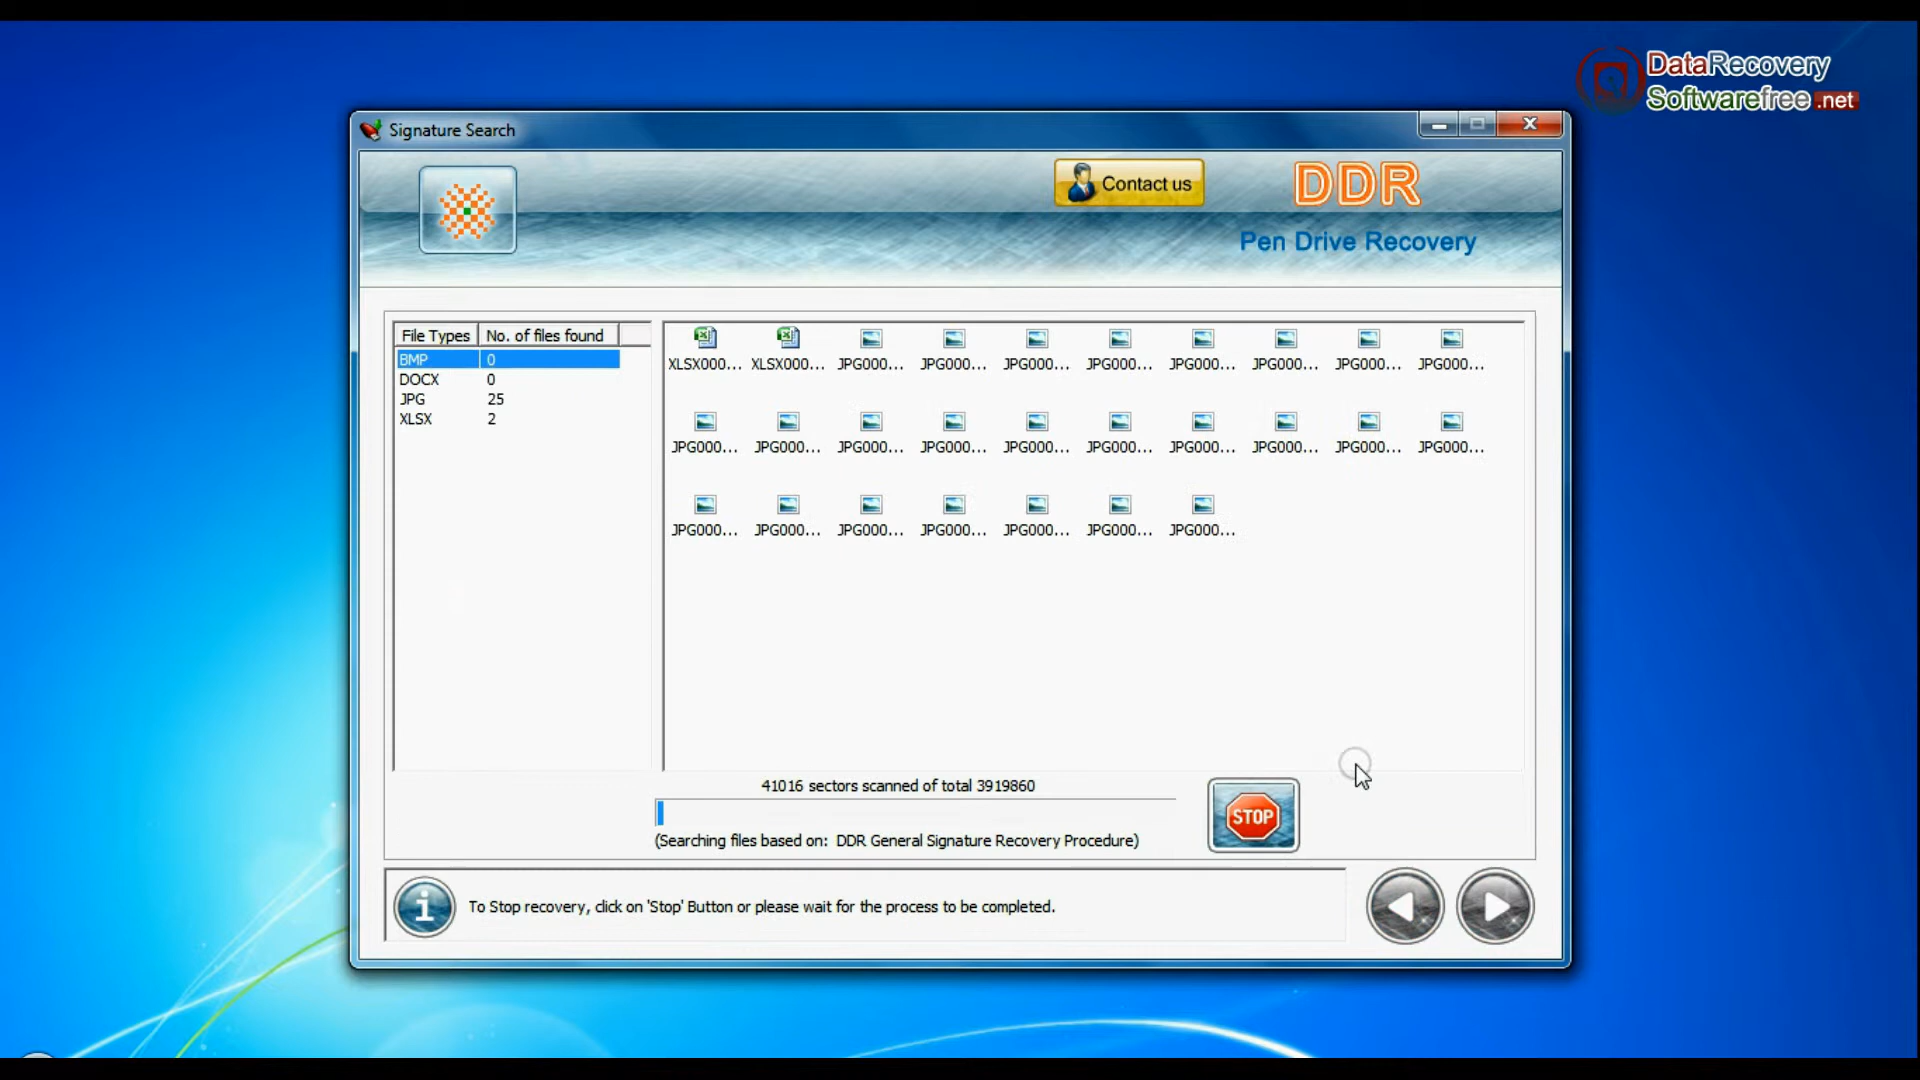 DataRecovery
Softwarefree .net
Signature Search
Contact us
DDR
Pen Drive Recovery
File Types No. of files found
BMP 0
DOCX 0
JPG 25
XLSX 2
XLSX000... XLSX000... JPG000... JPG000... JPG000... JPG000... JPG000... JPG000... JPG000... JPG000...
JPG000... JPG000... JPG000... JPG000... JPG000... JPG000... JPG000... JPG000... JPG000... JPG000...
JPG000... JPG000... JPG000... JPG000... JPG000... JPG000... JPG000...
41016 sectors scanned of total 3919860
STOP
(Searching files based on: DDR General Signature Recovery Procedure)
To Stop recovery, click on 'Stop' Button or please wait for the process to be completed.